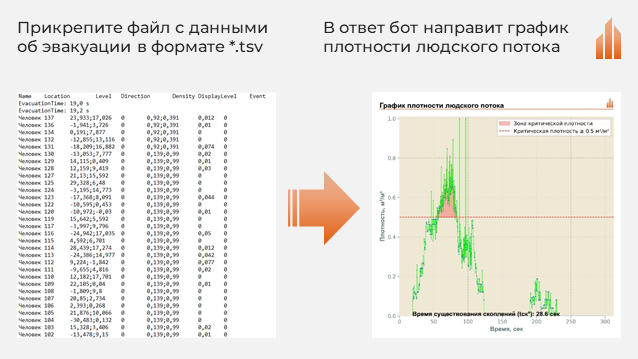 Прикрепите файл с данными
об эвакуации в формате *.tsv
В ответ бот направит график
плотности людского потока
Name Location Level Direction Density DisplayLevel Event
EvacuationTime: 19,0 s
EvacuationTime: 19,2 s
Человек 137 23,933;17,026 0 0,92;0,391 0,012 0
Человек 136 -1,941;3,726 0 0,92;0,391 0,01 0
Человек 134 0,191;7,877 0 0,92;0,391 0 0
Человек 132 -12,855;13,116 0 0,92;0,391 0 0
Человек 131 -18,209;16,882 0 0,92;0,391 0,074 0
Человек 130 -13,053;7,777 0 0,139;0,99 0,02 0
Человек 129 14,115;0,409 0 0,139;0,99 0,01 0
Человек 128 12,159;9,419 0 0,139;0,99 0,03 0
Человек 127 21,13;15,592 0 0,139;0,99 0 0
Человек 125 29,328;6,48 0 0,139;0,99 0 0
Человек 124 -3,195;14,773 0 0,139;0,99 0 0
Человек 123 -17,368;8,091 0 0,139;0,99 0,044 0
Человек 122 -10,595;0,453 0 0,139;0,99 0 0
Человек 120 -10,972;-0,03 0 0,139;0,99 0,01 0
Человек 119 15,642;5,592 0 0,139;0,99 0 0
Человек 117 -3,997;9,796 0 0,139;0,99 0 0
Человек 116 -24,942;17,035 0 0,139;0,99 0,05 0
Человек 115 4,592;6,701 0 0,139;0,99 0 0
Человек 114 28,439;17,274 0 0,139;0,99 0,012 0
Человек 113 -24,386;14,977 0 0,139;0,99 0,042 0
Человек 112 9,224;-1,842 0 0,139;0,99 0,077 0
Человек 111 -9,655;4,816 0 0,139;0,99 0,02 0
Человек 110 12,182;17,701 0 0,139;0,99 0 0
Человек 109 22,105;0,04 0 0,139;0,99 0,01 0
Человек 108 -1,809;9,8 0 0,139;0,99 0 0
Человек 107 20,85;2,734 0 0,139;0,99 0 0
Человек 106 2,393;0,268 0 0,139;0,99 0 0
Человек 105 21,876;10,066 0 0,139;0,99 0 0
Человек 104 -30,483;0,132 0 0,139;0,99 0 0
Человек 103 15,328;3,406 0 0,139;0,99 0,02 0
Человек 102 -13,478;9,15 0 0,139;0,99 0,01 0
График плотности людского потока
Зона критической плотности
Критическая плотность ≥ 0.5 м²/м²
Плотность, м²/м²
1.0
0.8
0.6
0.4
0.2
0.0
Время существования скоплений (tск"): 28.6 сек
0 50 100 150 200 250 300
Время, сек